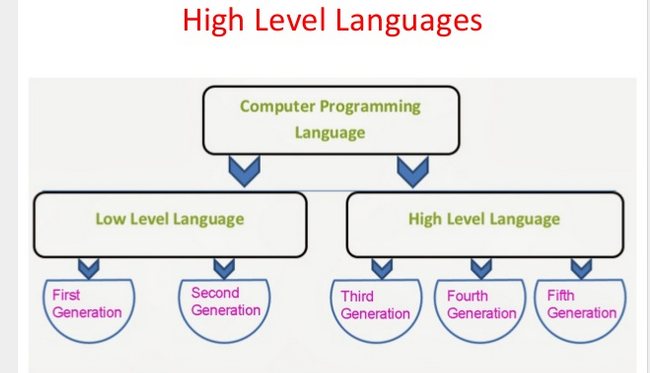 High Level Languages
Computer Programming
Language
Low Level Language
High Level Language
First
Generation
Second
Generation
Third
Generation
Fourth
Generation
Fifth
Generation